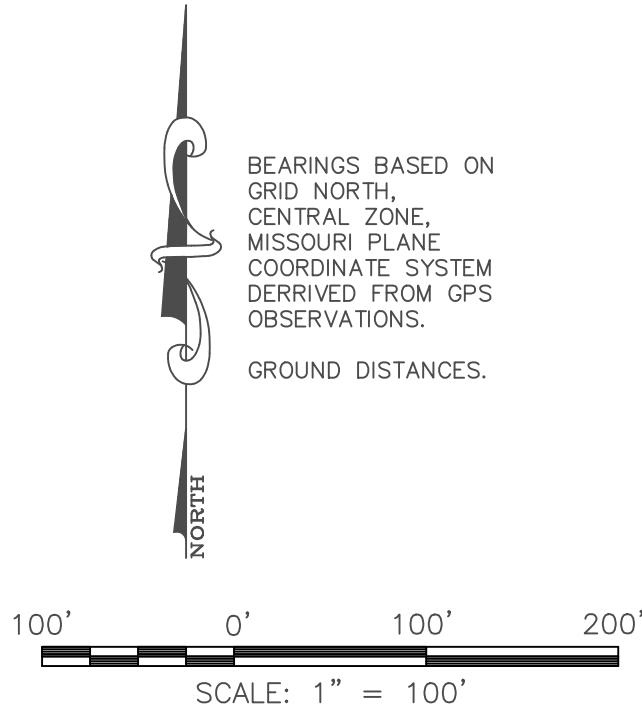 BEARINGS BASED ON
GRID NORTH,
CENTRAL ZONE,
MISSOURI PLANE
COORDINATE SYSTEM
DERRIVED FROM GPS
OBSERVATIONS.
GROUND DISTANCES.
NORTH
100' 0' 100' 200'
SCALE: 1" = 100'